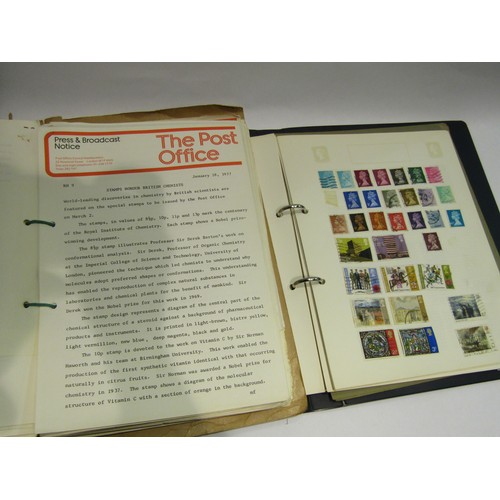 Press & Broadcast
Notice
The Post
Office
NO 5
January 26, 1977
STAMPS HONOUR BRITISH CHEMISTS
World-leading discoveries in chemistry by British scientists are
featured on the special stamps to be issued by the Post Office
on March 2.
The stamps, in values of 8½p, 10p, 11p and 13p mark the centenary
of the Royal Institute of Chemistry. Each stamp shows a Nobel prize-
winning development.
The 8½p stamp illustrates Professor Sir Derek Barton's work on
conformational analysis. Sir Derek, Professor of Organic Chemistry
at the Imperial College of Science and Technology, University of
London, pioneered the technique which led chemists to understand why
molecules adopt preferred shapes or conformations. This understanding
has enabled the reproduction of complex natural substances in
laboratories and chemical plants for the benefit of mankind. Sir
Derek won the Nobel prize for this work in 1969.
The stamp design represents a diagram of the central part of the
chemical structure of a steroid against a background of pharmaceutical
products and instruments. It is printed in light-brown, bistre yellow,
light vermilion, new blue, deep magenta, black and gold.
The 10p stamp is devoted to the work on Vitamin C by Sir Norman
Haworth and his team at Birmingham University. This work enabled the
production of the first synthetic vitamin identical with that occurring
naturally in citrus fruits. Sir Norman was awarded a Nobel prize for
chemistry in 1937. The stamp shows a diagram of the molecular
structure of Vitamin C with a section of orange in the background.
mf